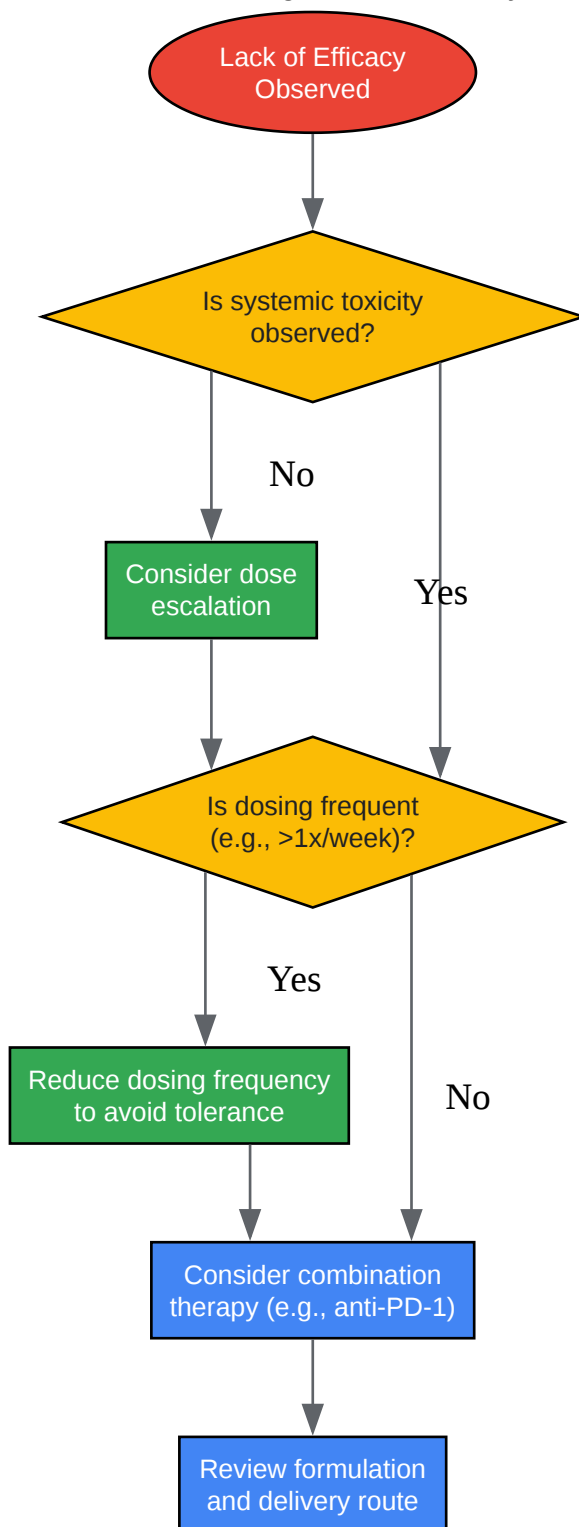 Lack of Efficacy
Observed
Is systemic toxicity
observed?
No
Consider dose
escalation
Yes
Is dosing frequent
(e.g., >1x/week)?
Yes
Reduce dosing frequency
to avoid tolerance
No
Consider combination
therapy (e.g., anti-PD-1)
Review formulation
and delivery route